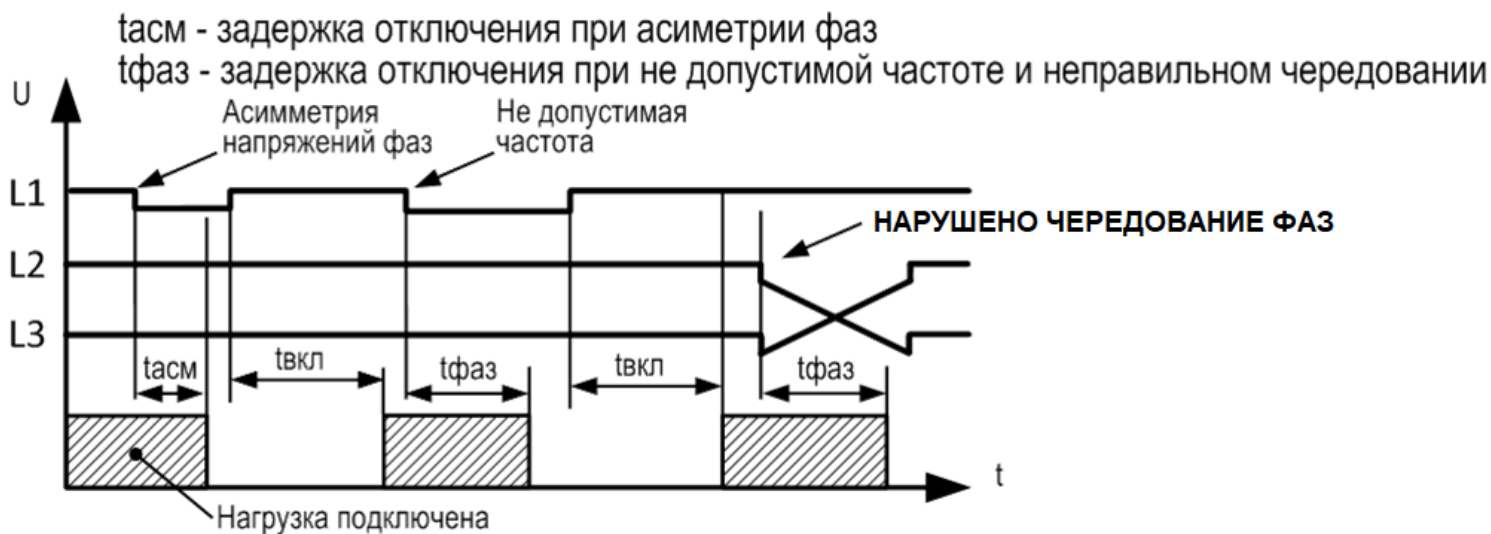 tасм - задержка отключения при асиметрии фаз
tфаз - задержка отключения при не допустимой частоте и неправильном чередовании
U
Асимметрия
напряжений фаз
Не допустимая
частота
L1
НАРУШЕНО ЧЕРЕДОВАНИЕ ФАЗ
L2
L3
tасм
tвкл
tфаз
tвкл
tфаз
t
Нагрузка подключена